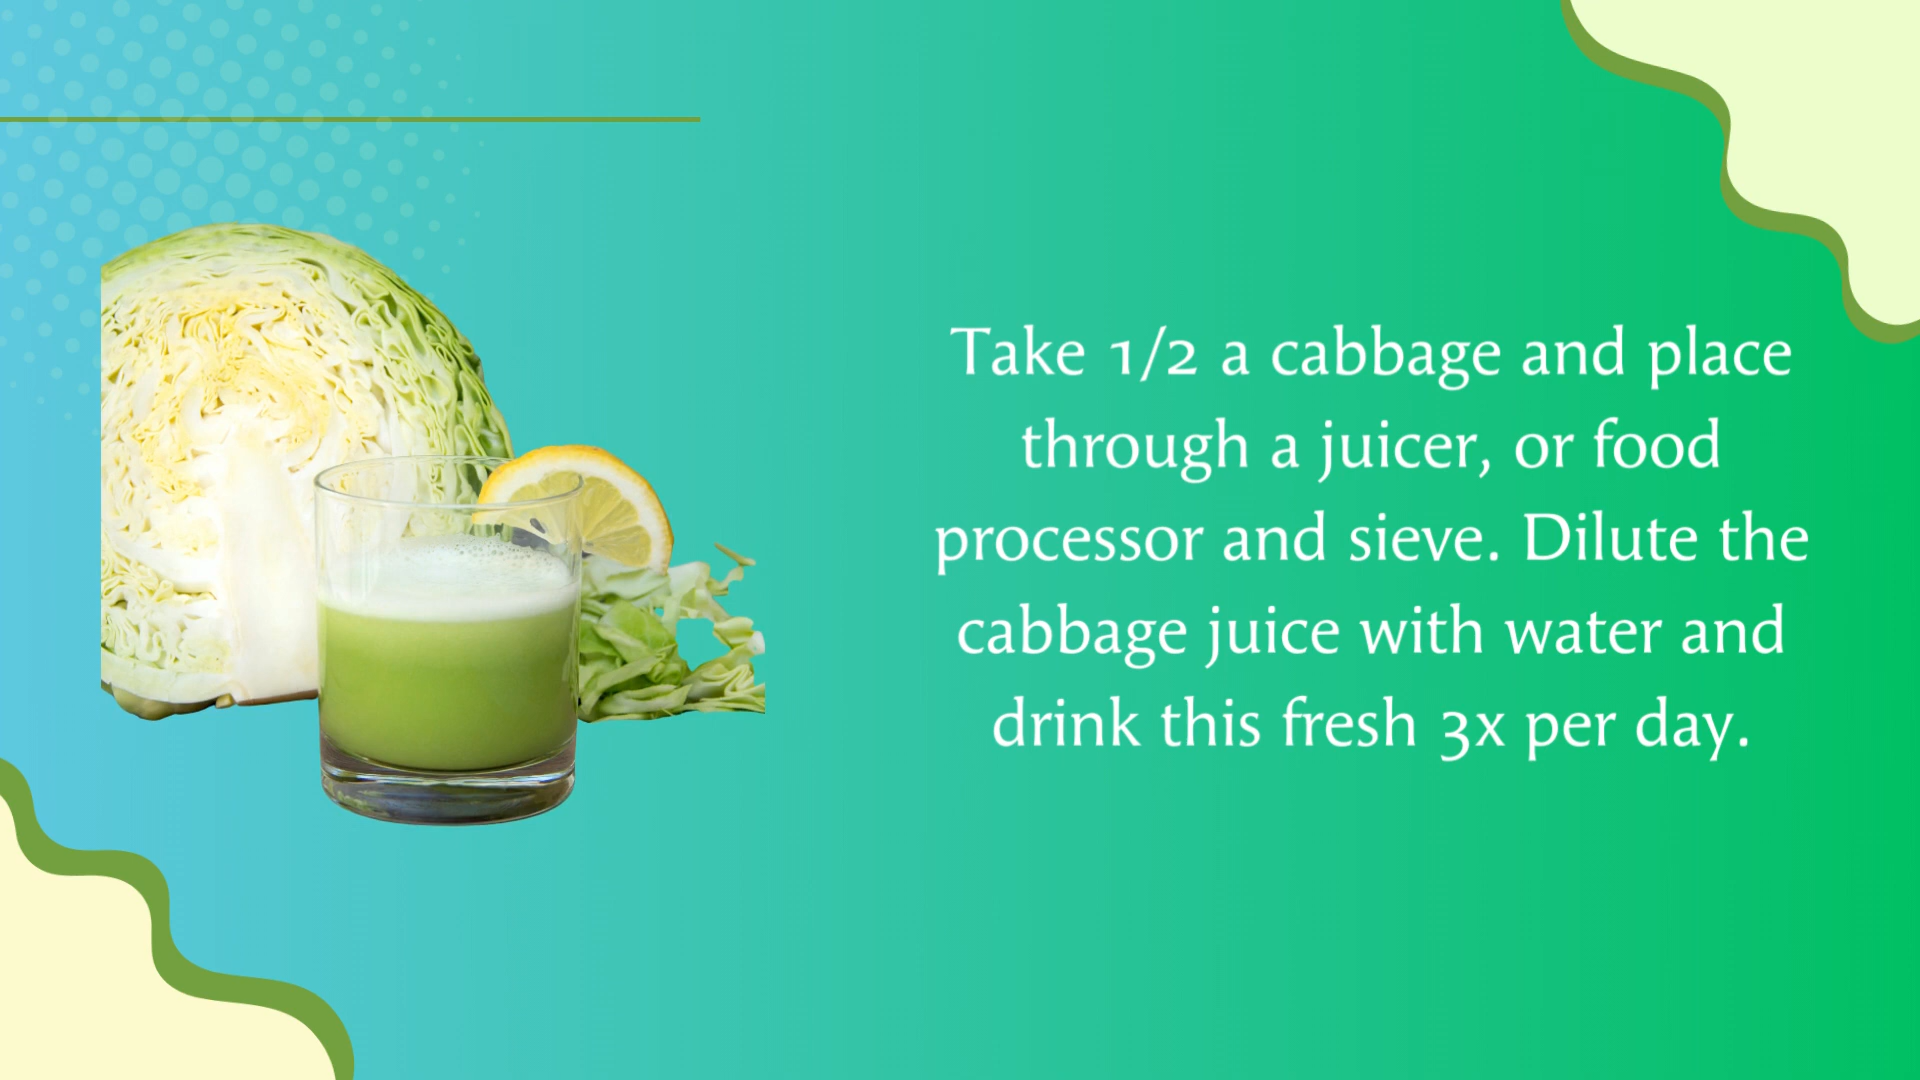 Take 1/2 a cabbage and place
through a juicer, or food
processor and sieve. Dilute the
cabbage juice with water and
drink this fresh 3x per day.